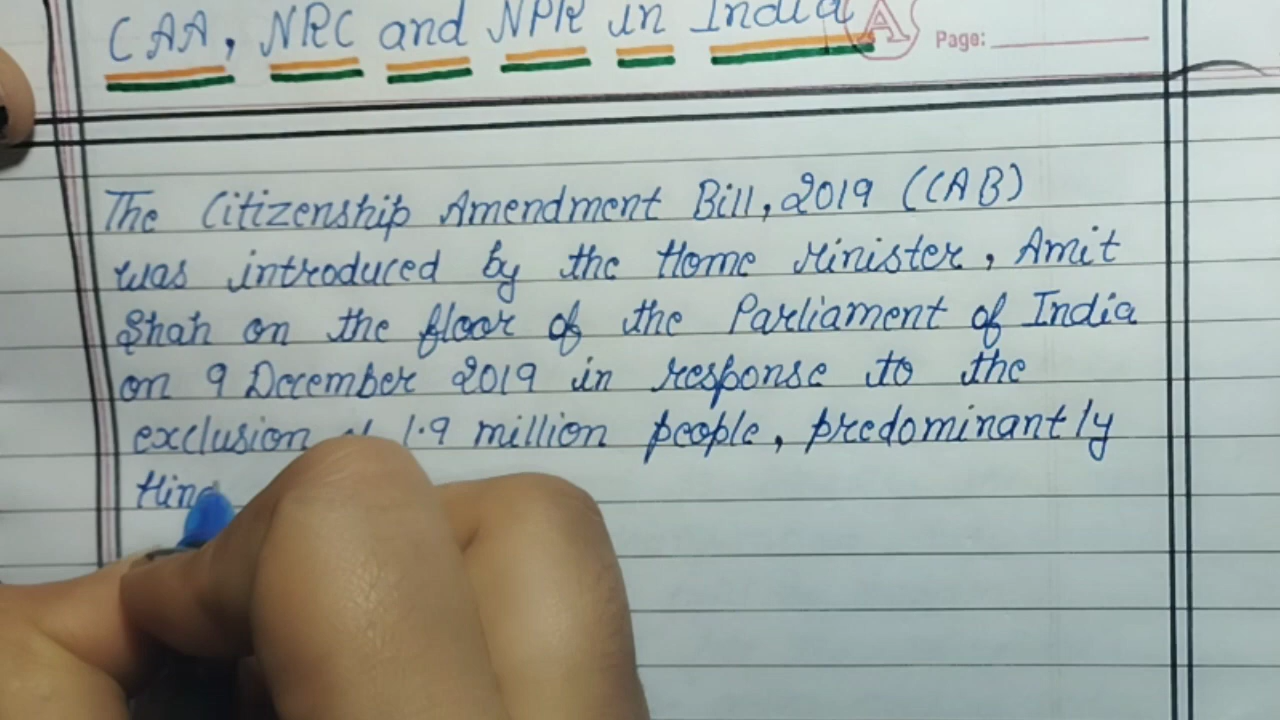 CAA, NRC and NPR in India
A
Page:
The Citizenship Amendment Bill, 2019 (CAB)
was introduced by the Home Minister, Amit
Shah on the floor of the Parliament of India
on 9 December 2019 in response to the
exclusion 1.9 million people, predominantly